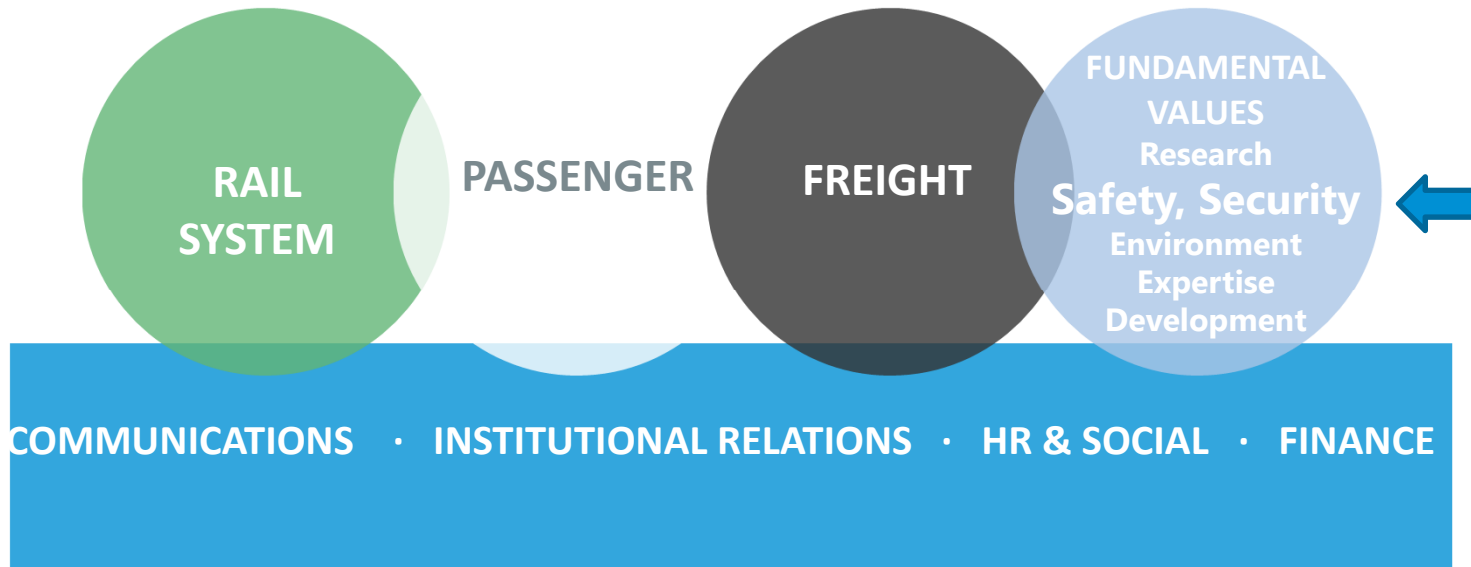 RAIL
SYSTEM
PASSENGER
FREIGHT
FUNDAMENTAL
VALUES
Research
Safety, Security
Environment
Expertise
Development
COMMUNICATIONS · INSTITUTIONAL RELATIONS · HR & SOCIAL · FINANCE